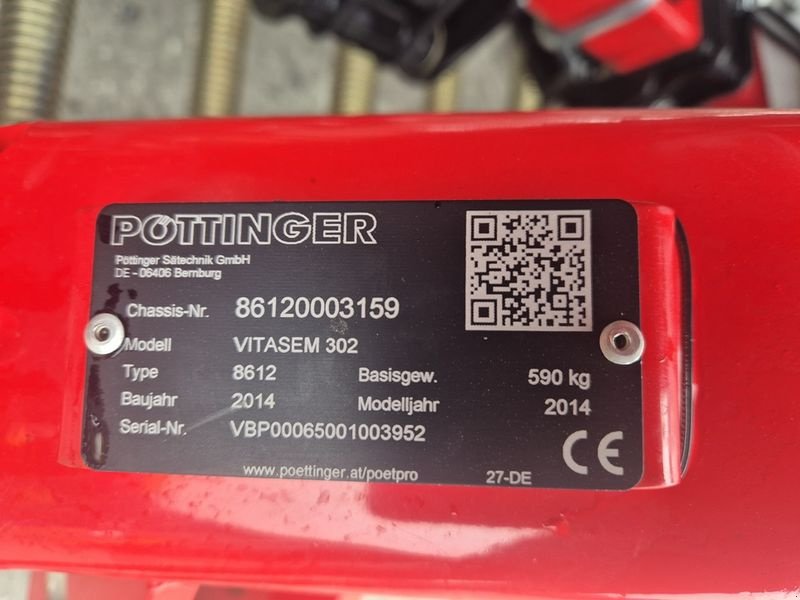 PÖTTINGER
Pöttinger Sätechnik GmbH
DE - 06406 Bernburg
Chassis-Nr. 86120003159
Modell VITASEM 302
Type 8612 Basisgew. 590 kg
Baujahr 2014 Modelljahr 2014
Serial-Nr. VBP00065001003952
CE
www.poettinger.at/poetpro 27-DE